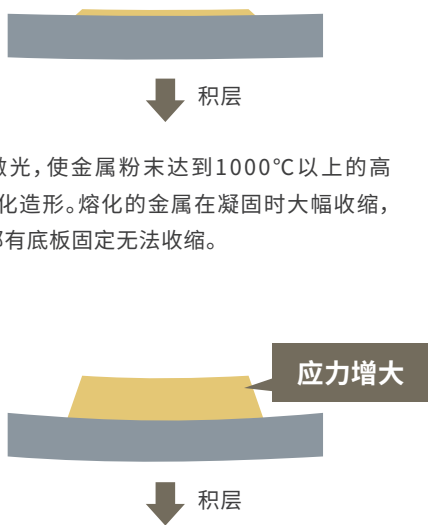 积层
激光,使金属粉末达到1000℃以上的高
化造形。熔化的金属在凝固时大幅收缩,
部有底板固定无法收缩。
应力增大
积层